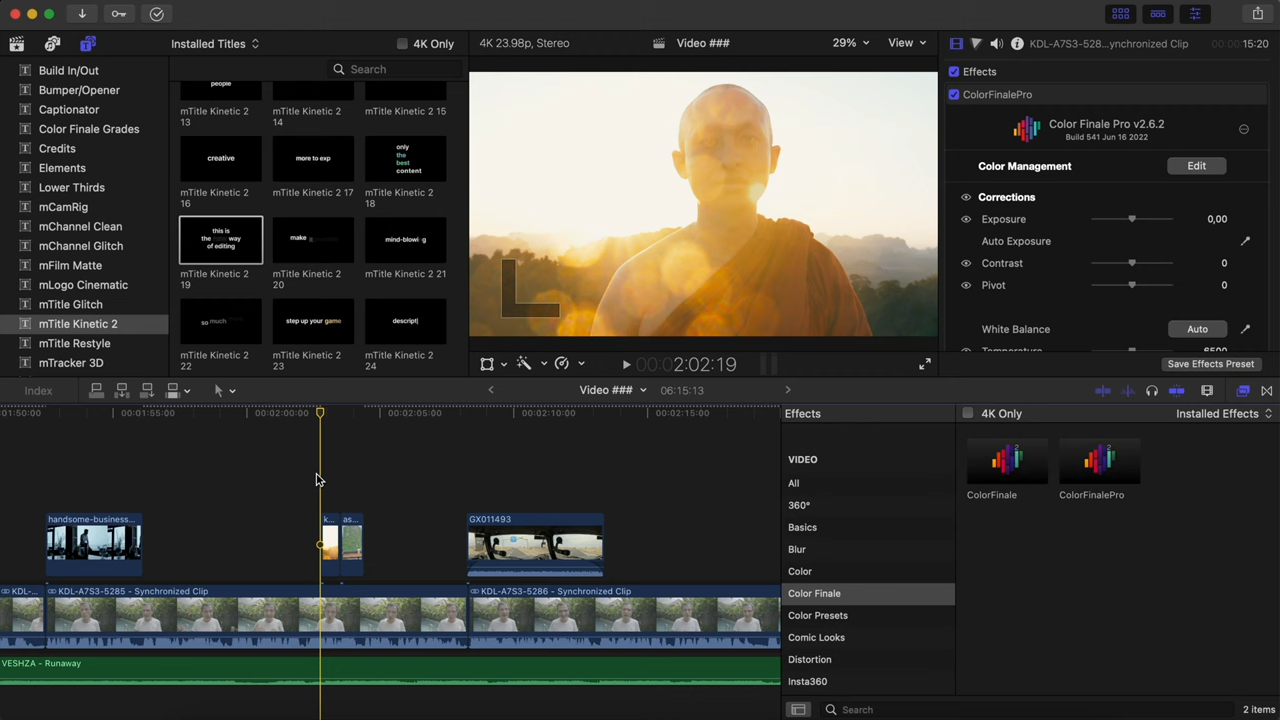 Installed Titles
4K Only
4K 23.98p, Stereo
Video ###
29%
View
KDL-A7S3-528...ynchronized Clip
00:00:15:20
Build In/Out
Bumper/Opener
Captionator
Color Finale Grades
Credits
Elements
Lower Thirds
mCamRig
mChannel Clean
mChannel Glitch
mFilm Matte
mLogo Cinematic
mTitle Glitch
mTitle Kinetic 2
mTitle Restyle
mTracker 3D
Search
people
mTitle Kinetic 2 13
mTitle Kinetic 2 14
mTitle Kinetic 2 15
creative
more to exp
only
the
best
content
mTitle Kinetic 2 16
mTitle Kinetic 2 17
mTitle Kinetic 2 18
this is
the new way
of editing
make a
mind-blowi g
mTitle Kinetic 2 19
mTitle Kinetic 2 20
mTitle Kinetic 2 21
so much
step up your game
descript
mTitle Kinetic 2 22
mTitle Kinetic 2 23
mTitle Kinetic 2 24
00:00:2:02:19
Effects
ColorFinalePro
Color Finale Pro v2.6.2
Build 541 Jun 16 2022
Color Management
Edit
Corrections
Exposure
0,00
Auto Exposure
Contrast
0
Pivot
0
White Balance
Auto
Temperature
6500
Save Effects Preset
Index
Video ###
06:15:13
01:50:00
00:01:55:00
00:02:00:00
00:02:05:00
00:02:10:00
00:02:15:00
handsome-business...
k...
as...
GX011493
KDL-...
KDL-A7S3-5285 - Synchronized Clip
KDL-A7S3-5286 - Synchronized Clip
VESHZA - Runaway
Effects
4K Only
Installed Effects
VIDEO
All
360°
Basics
Blur
Color
Color Finale
Color Presets
Comic Looks
Distortion
Insta360
2
ColorFinale
2
ColorFinalePro
Search
2 items